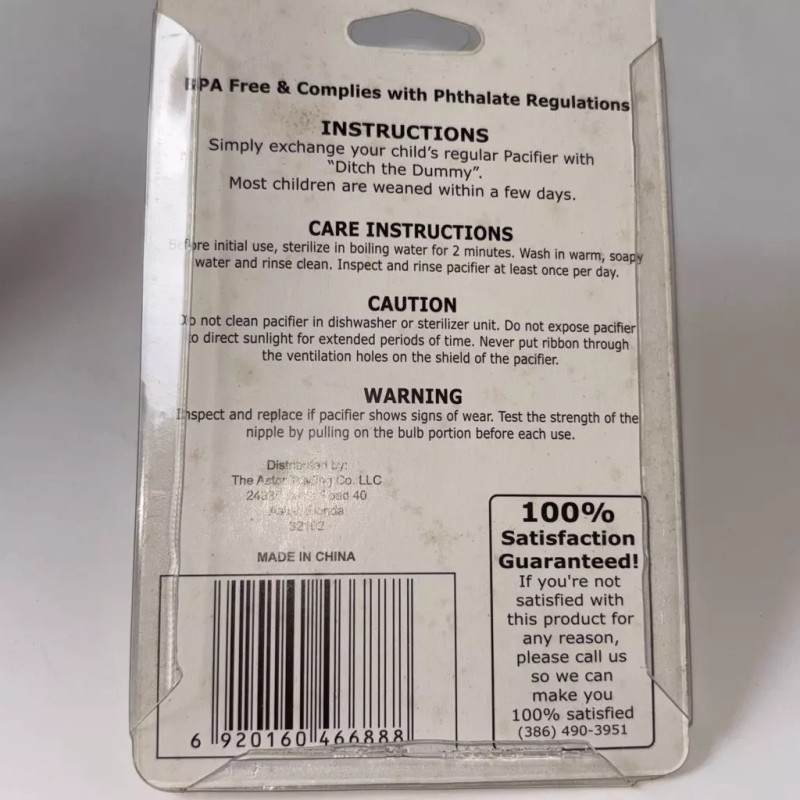 BPA Free & Complies with Phthalate Regulations
INSTRUCTIONS
Simply exchange your child's regular Pacifier with
"Ditch the Dummy".
Most children are weaned within a few days.
CARE INSTRUCTIONS
Before initial use, sterilize in boiling water for 2 minutes. Wash in warm, soapy
water and rinse clean. Inspect and rinse pacifier at least once per day.
CAUTION
Do not clean pacifier in dishwasher or sterilizer unit. Do not expose pacifier
to direct sunlight for extended periods of time. Never put ribbon through
the ventilation holes on the shield of the pacifier.
WARNING
Inspect and replace if pacifier shows signs of wear. Test the strength of the
nipple by pulling on the bulb portion before each use.
Distributed by:
The Astor Trading Co. LLC
Road 40
Florida
MADE IN CHINA
6 920160 466888
100%
Satisfaction
Guaranteed!
If you're not
satisfied with
this product for
any reason,
please call us
so we can
make you
100% satisfied
(386) 490-3951